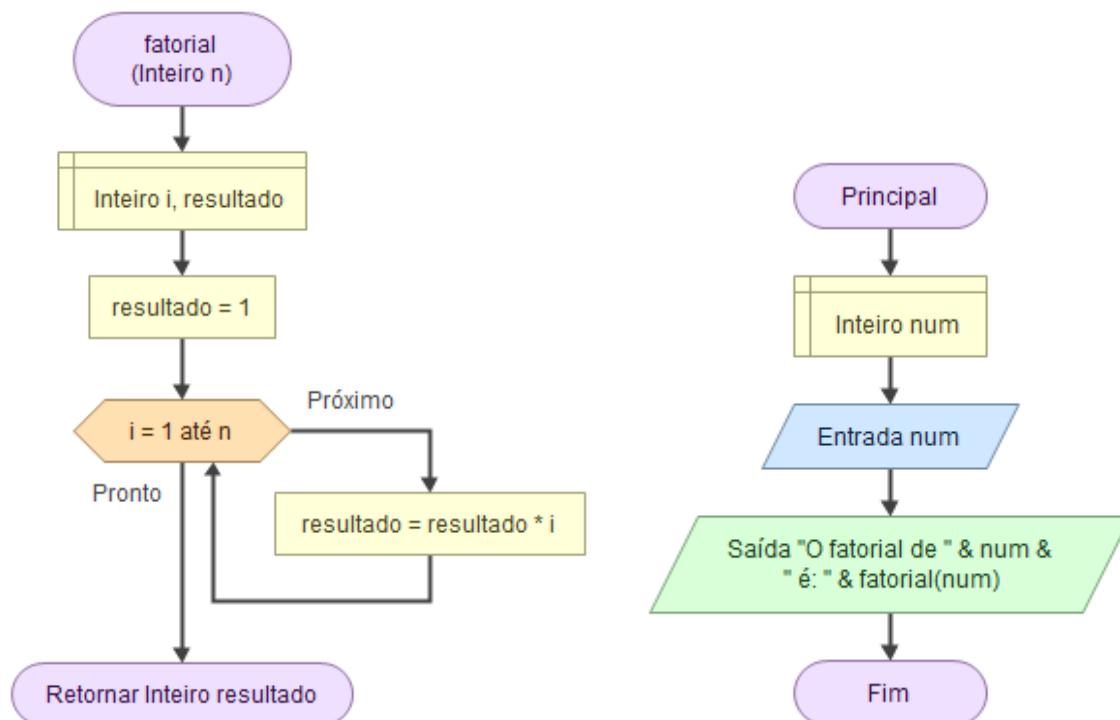 fatorial
(Inteiro n)
Inteiro i, resultado
resultado = 1
i = 1 até n
Próximo
Pronto
resultado = resultado * i
Retornar Inteiro resultado
Principal
Inteiro num
Entrada num
Saída "O fatorial de " & num &
" é: " & fatorial(num)
Fim